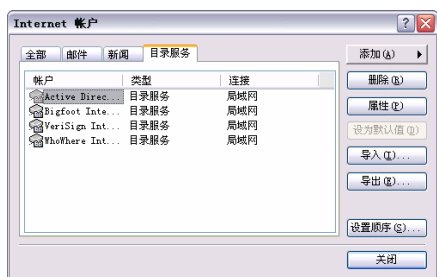 Internet 帐户
全部 邮件 新闻 目录服务
帐户 类型 连接
Active Direc... 目录服务 局域网
Bigfoot Inte... 目录服务 局域网
VeriSign Int... 目录服务 局域网
WhoWhere Int... 目录服务 局域网
添加(A)
删除(R)
属性(P)
设为默认值(D)
导入(I)...
导出(E)...
设置顺序(S)...
关闭